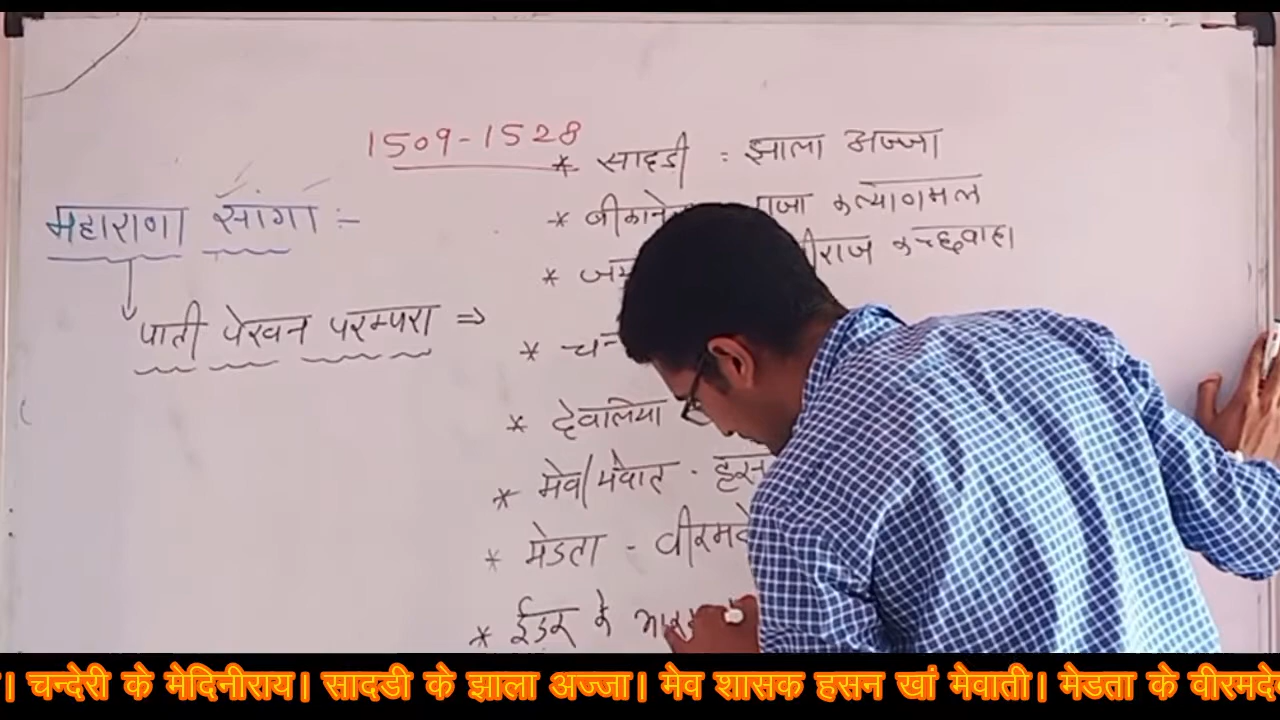 1509-1528
महाराणा सांगा :-
पाती पेरवन परम्परा ⇒
* सादडी : झाला अज्जा
* बीकाने राजा कल्याणमल
* ज राज कच्छवाहा
* चन
* देवलिया
* मेव/मेवात - हसन
* मेडता - वीरमदे
* ईडर के भार
। चन्देरी के मेदिनीराय। सादडी के झाला अज्जा। मेव शासक हसन खां मेवाती। मेडता के वीरमदे